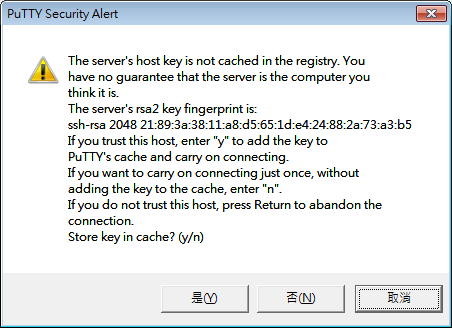 PuTTY Security Alert
The server's host key is not cached in the registry. You
have no guarantee that the server is the computer you
think it is.
The server's rsa2 key fingerprint is:
ssh-rsa 2048 21:89:3a:38:11:a8:d5:65:1d:e4:24:88:2a:73:a3:b5
If you trust this host, enter "y" to add the key to
PuTTY's cache and carry on connecting.
If you want to carry on connecting just once, without
adding the key to the cache, enter "n".
If you do not trust this host, press Return to abandon the
connection.
Store key in cache? (y/n)
是(Y)
否(N)
取消